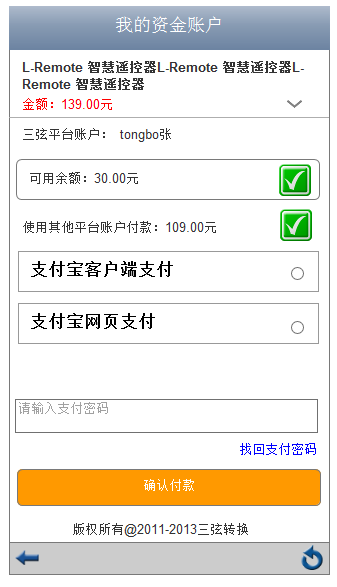 我的资金账户
L-Remote 智慧遥控器L-Remote 智慧遥控器L-
Remote 智慧遥控器
金额：139.00元
三弦平台账户： tongbo张
可用余额：30.00元
使用其他平台账户付款：109.00元
支付宝客户端支付
支付宝网页支付
请输入支付密码
找回支付密码
确认付款
版权所有@2011-2013三弦转换